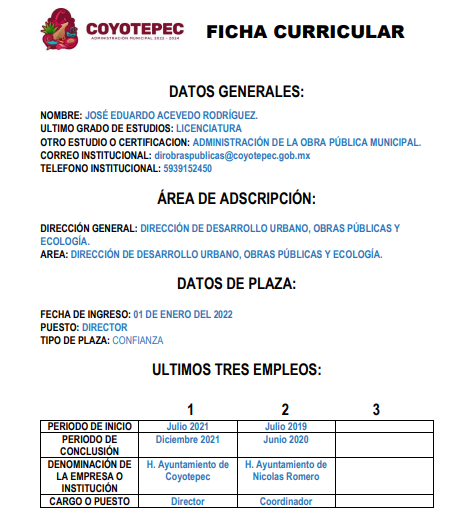 COYOTEPEC
ADMINISTRACIÓN MUNICIPAL 2022 - 2024
FICHA CURRICULAR
DATOS GENERALES:
NOMBRE: JOSÉ EDUARDO ACEVEDO RODRÍGUEZ.
ULTIMO GRADO DE ESTUDIOS: LICENCIATURA
OTRO ESTUDIO O CERTIFICACION: ADMINISTRACIÓN DE LA OBRA PÚBLICA MUNICIPAL.
CORREO INSTITUCIONAL: dirobraspublicas@coyotepec.gob.mx
TELEFONO INSTITUCIONAL: 5939152450
ÁREA DE ADSCRIPCIÓN:
DIRECCIÓN GENERAL: DIRECCIÓN DE DESARROLLO URBANO, OBRAS PÚBLICAS Y
ECOLOGÍA.
AREA: DIRECCIÓN DE DESARROLLO URBANO, OBRAS PÚBLICAS Y ECOLOGÍA.
DATOS DE PLAZA:
FECHA DE INGRESO: 01 DE ENERO DEL 2022
PUESTO: DIRECTOR
TIPO DE PLAZA: CONFIANZA
ULTIMOS TRES EMPLEOS:
1 2 3
PERIODO DE INICIO Julio 2021 Julio 2019
PERIODO DE CONCLUSIÓN Diciembre 2021 Junio 2020
DENOMINACIÓN DE LA EMPRESA O INSTITUCIÓN H. Ayuntamiento de Coyotepec H. Ayuntamiento de Nicolas Romero
CARGO O PUESTO Director Coordinador